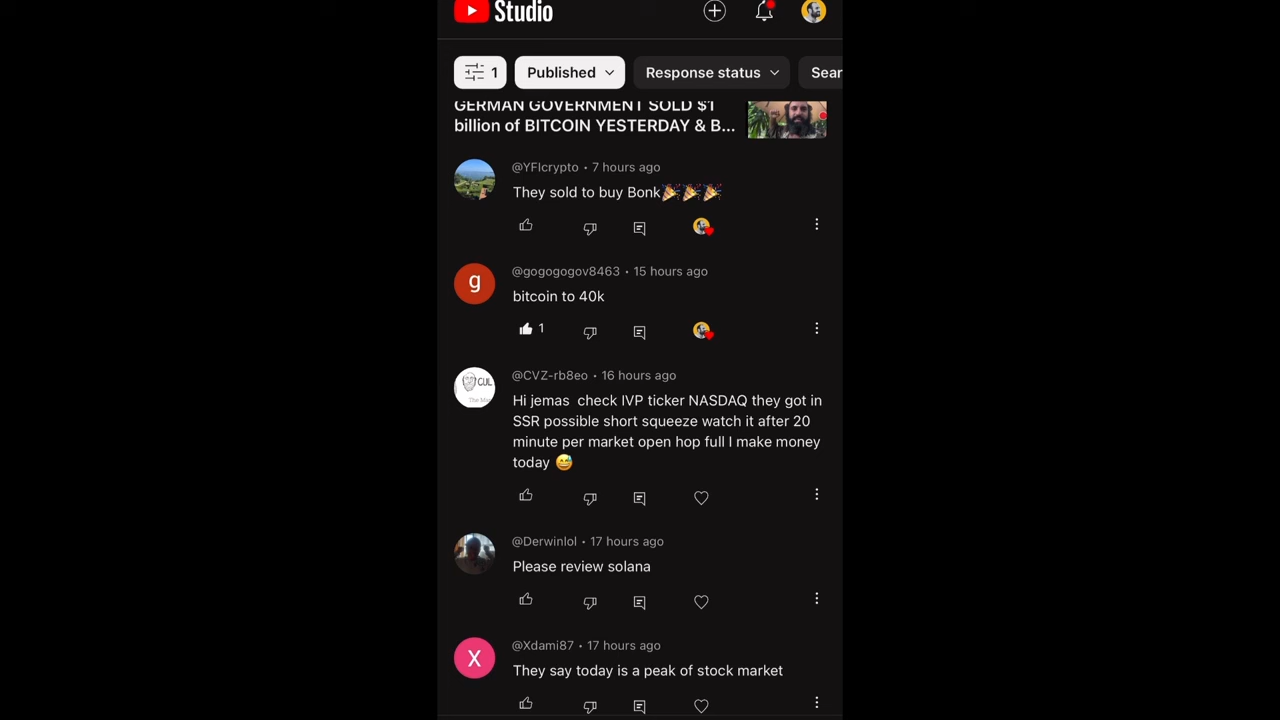 Studio
1
Published
Response status
Sear
GERMAN GOVERNMENT SOLD $1
billion of BITCOIN YESTERDAY & B...
@YFIcrypto • 7 hours ago
They sold to buy Bonk🎉🎉🎉
@gogogogov8463 • 15 hours ago
g
bitcoin to 40k
1
@CVZ-rb8eo • 16 hours ago
CUL
Hi jemas check IVP ticker NASDAQ they got in
SSR possible short squeeze watch it after 20
minute per market open hop full I make money
today 😅
@Derwinlol • 17 hours ago
Please review solana
@Xdami87 • 17 hours ago
X
They say today is a peak of stock market